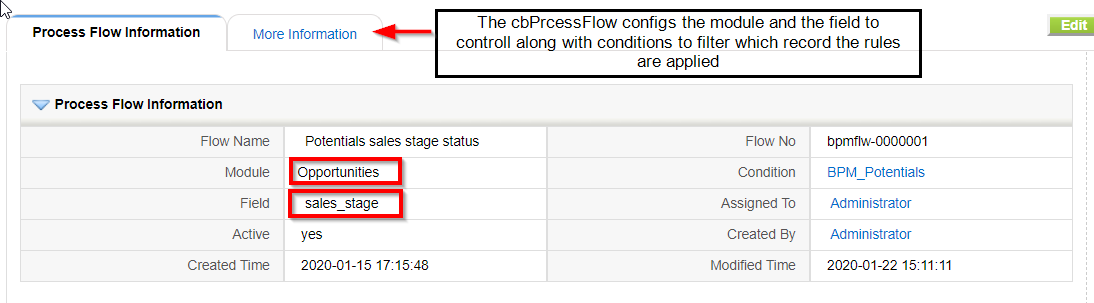 Process Flow Information
More Information
The cbPrcessFlow configs the module and the field to
controll along with conditions to filter which record the rules
are applied
Edit
Process Flow Information
Flow Name Potentials sales stage status Flow No bpmflw-0000001
Module Opportunities Condition BPM_Potentials
Field sales_stage Assigned To Administrator
Active yes Created By Administrator
Created Time 2020-01-15 17:15:48 Modified Time 2020-01-22 15:11:11